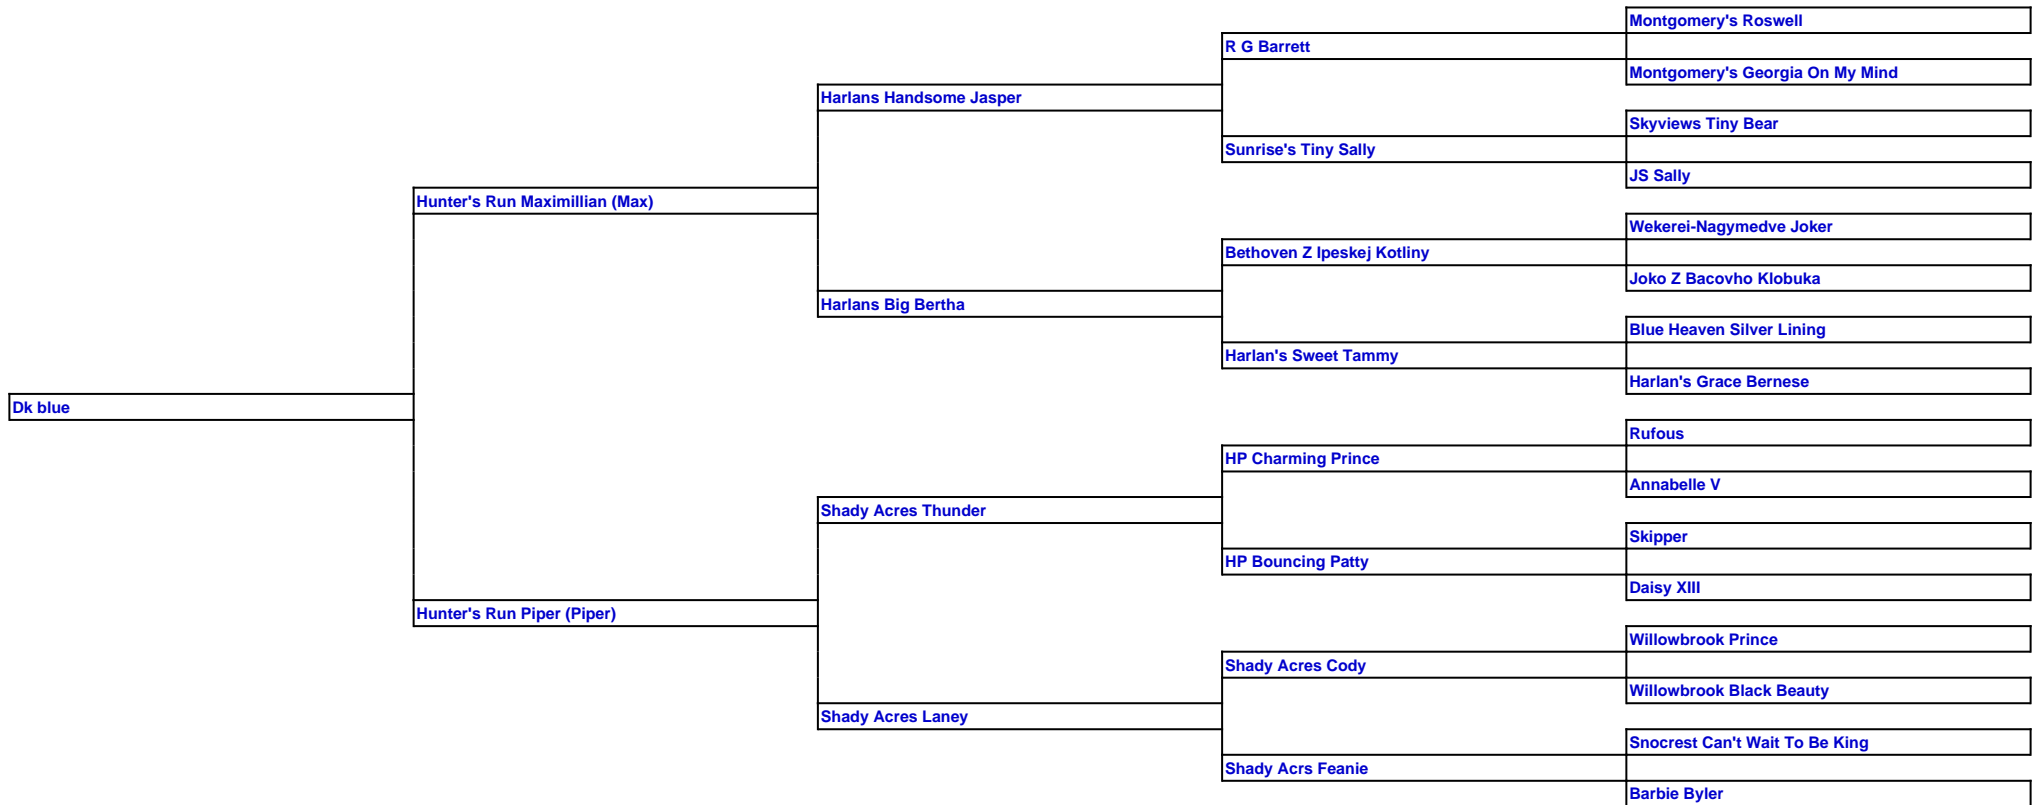 Montgomery's Roswell
R G Barrett
Montgomery's Georgia On My Mind
Harlans Handsome Jasper
Skyviews Tiny Bear
Sunrise's Tiny Sally
JS Sally
Hunter's Run Maximillian (Max)
Wekerei-Nagymedve Joker
Bethoven Z Ipeskej Kotliny
Joko Z Bacovho Klobuka
Harlans Big Bertha
Blue Heaven Silver Lining
Harlan's Sweet Tammy
Harlan's Grace Bernese
Dk blue
Rufous
HP Charming Prince
Annabelle V
Shady Acres Thunder
Skipper
HP Bouncing Patty
Daisy XIII
Hunter's Run Piper (Piper)
Willowbrook Prince
Shady Acres Cody
Willowbrook Black Beauty
Shady Acres Laney
Snocrest Can't Wait To Be King
Shady Acrs Feanie
Barbie Byler